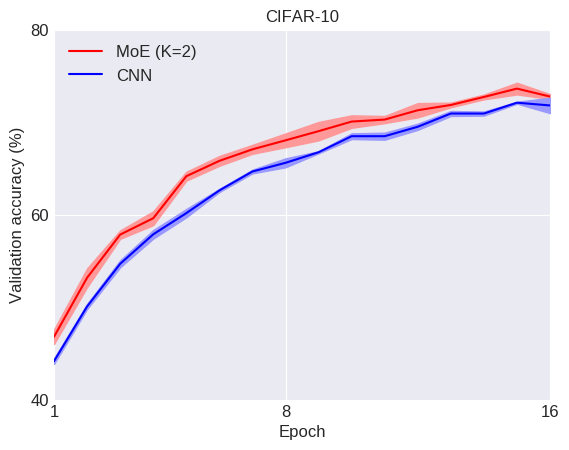 CIFAR-10
80
MoE (K=2)
CNN
Validation accuracy (%)
60
40
1
8
16
Epoch